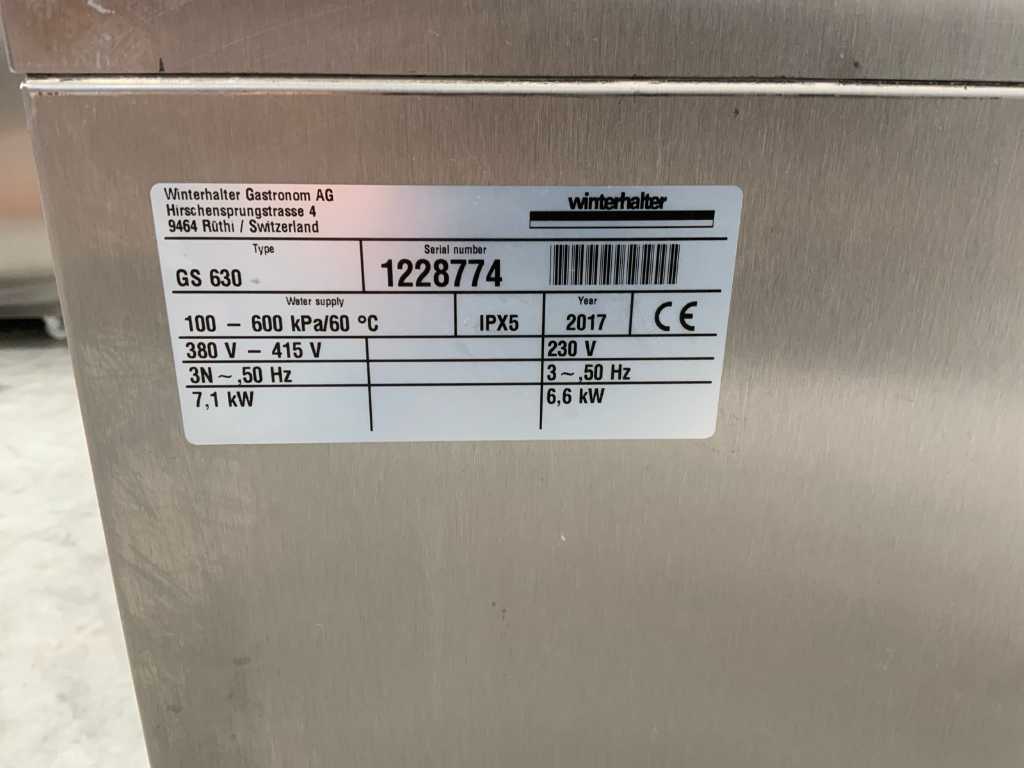 Winterhalter Gastronom AG
Hirschensprungstrasse 4
9464 Rüthi / Switzerland
winterhalter
Type
GS 630
Serial number
1228774
Water supply
100 – 600 kPa/60 °C
IPX5
Year
2017
CE
380 V – 415 V
230 V
3N~,50 Hz
3~,50 Hz
7,1 kW
6,6 kW